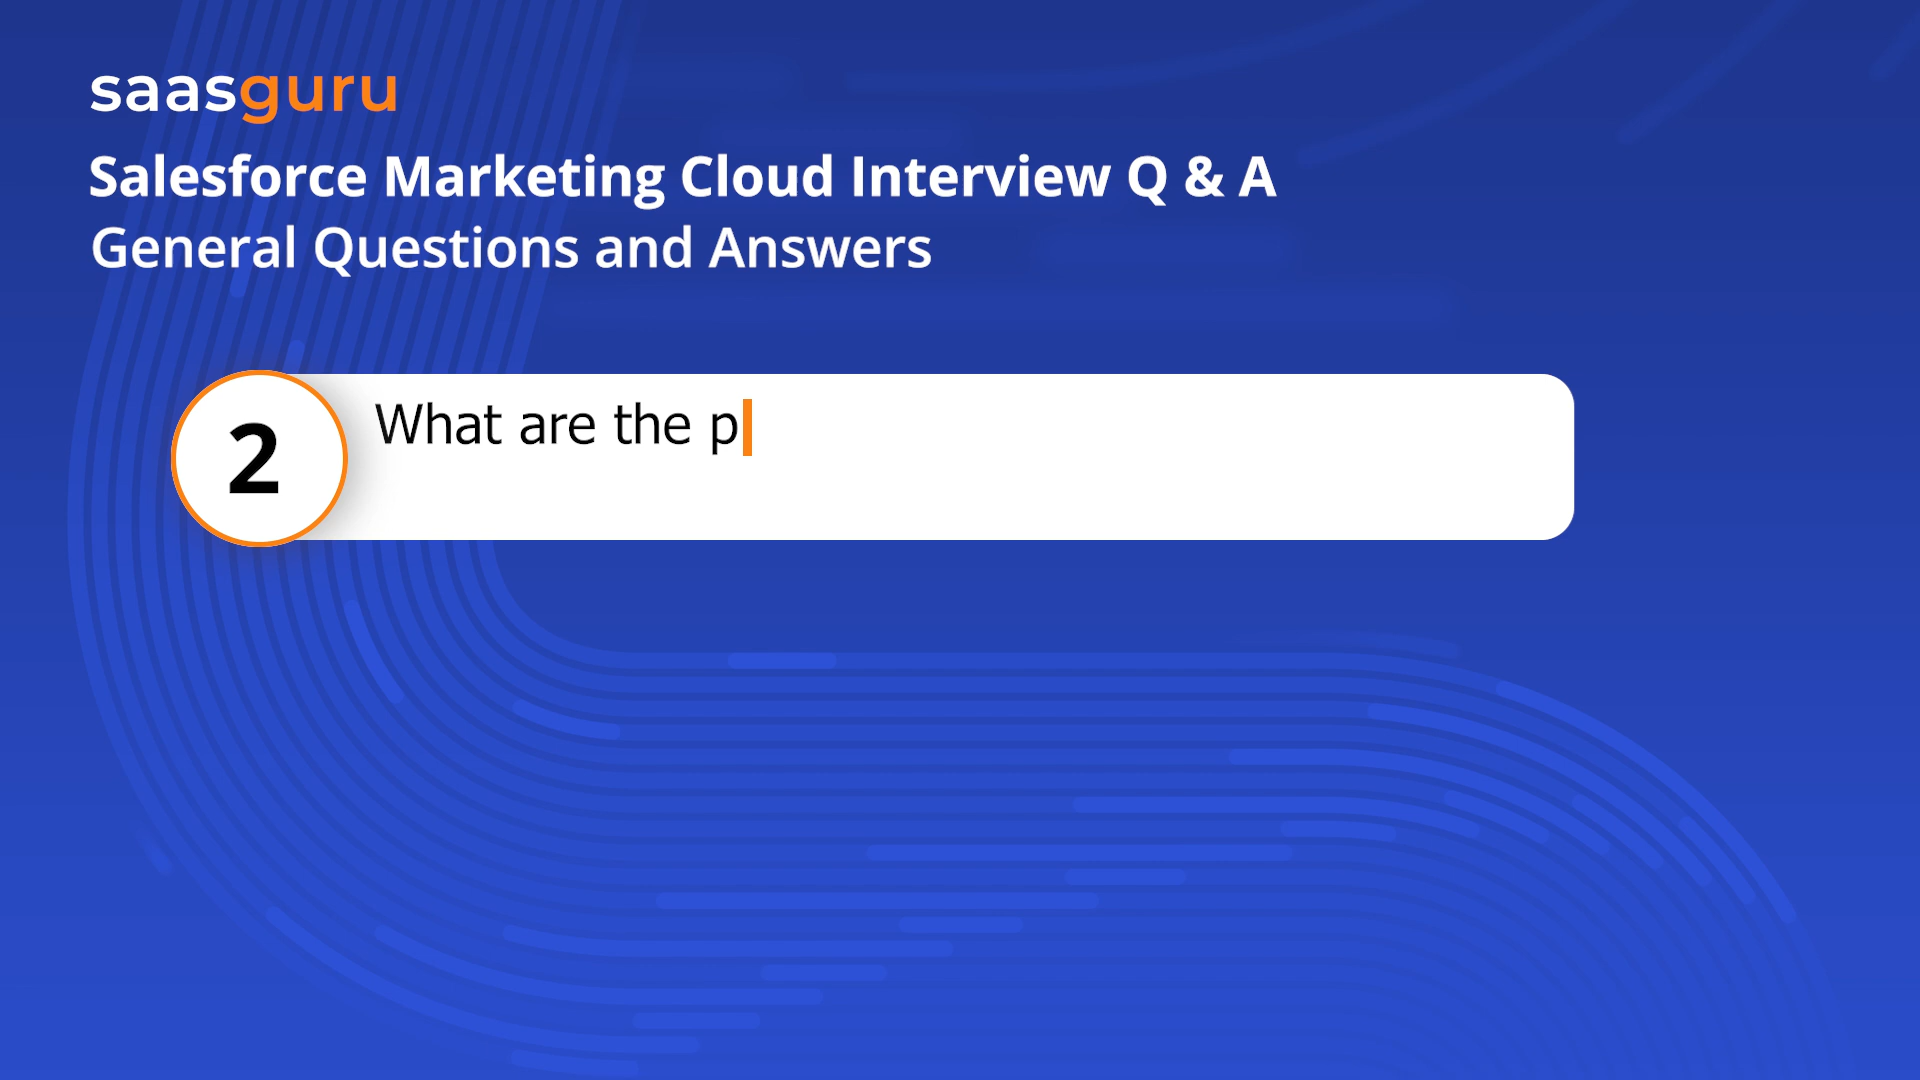 saasguru
Salesforce Marketing Cloud Interview Q & A
General Questions and Answers
2
What are the p